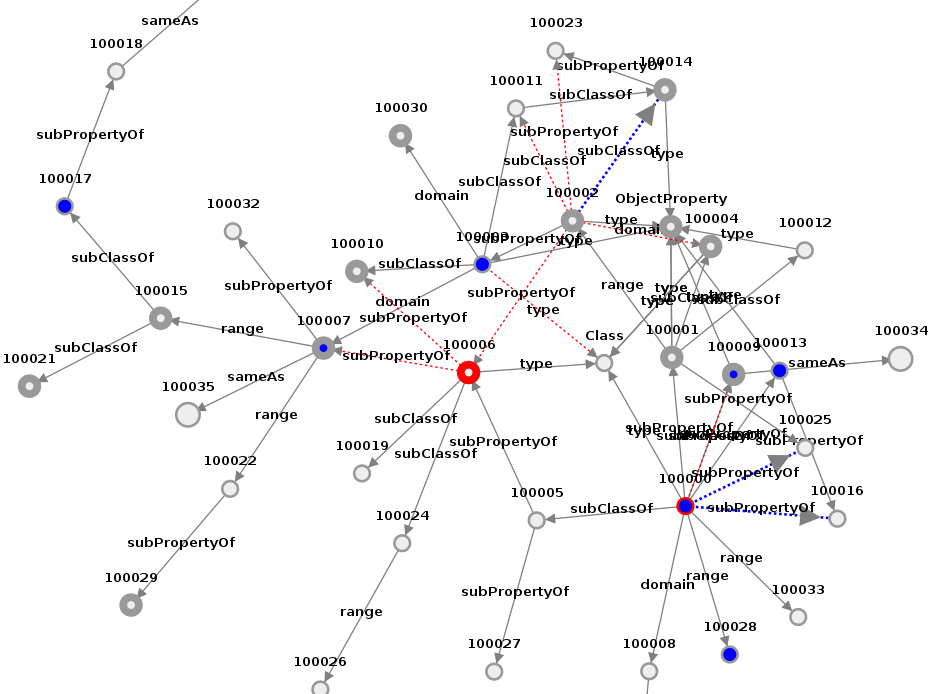 sameAs
100023
100018
100014
subPropertyOf
100011
subClassOf
100030
subPropertyOf
subPropertyOf
subClassOf
type
subClassOf
100017
subClassOf
domain
100002
ObjectProperty
100032
type
100004
100012
domain
type
subPropertyOf
type
100010
subClassOf
subClassOf
subPropertyOf
range
subPropertyOf
type
100015
domain
type
subClassOf
subPropertyOf
type
100007
range
Class
100001
100034
100006
100009
100013
subClassOf
100021
subPropertyOf
type
sameAs
sameAs
100035
subPropertyOf
range
subClassOf
100025
subPropertyOf
type
subPropertyOf
subPropertyOf
100019
subClassOf
100022
subPropertyOf
100000
100005
100016
subClassOf
subPropertyOf
100024
subPropertyOf
range
100029
range
domain
subPropertyOf
100033
range
100028
100027
100008
100026